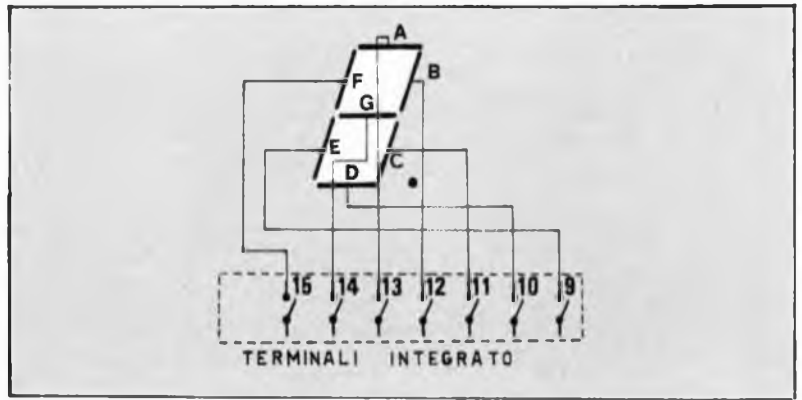 A
B
F
G
E
C
D
15 14 13 12 11 10 9
TERMINALI INTEGRATO